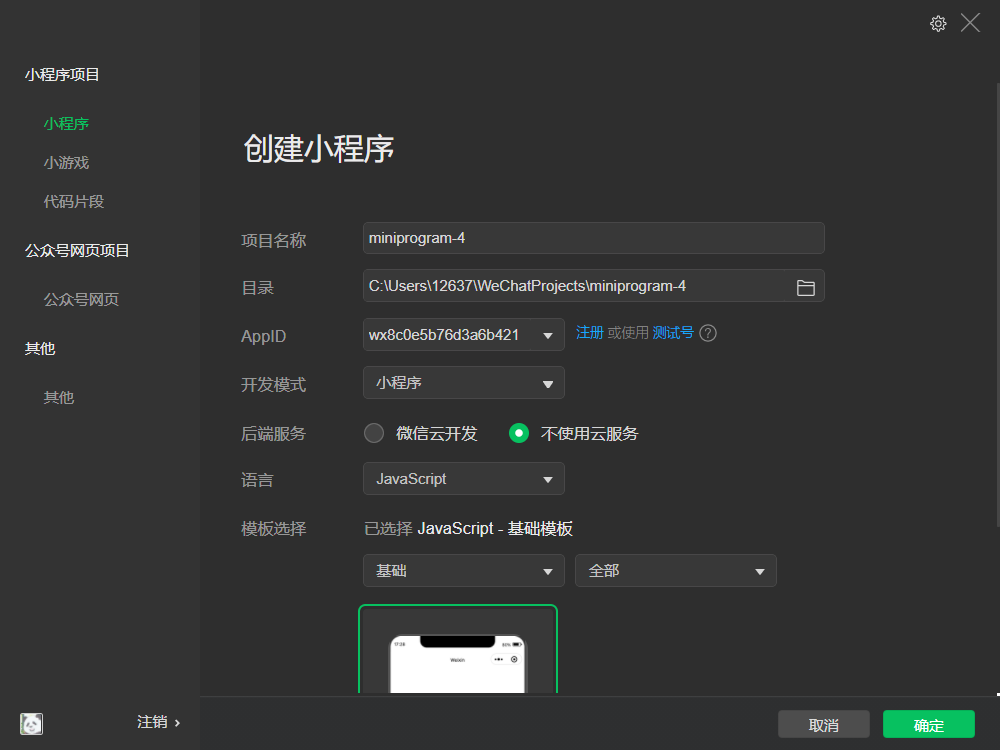 小程序项目
小程序
小游戏
代码片段
公众号网页项目
公众号网页
其他
其他
注销 ›
创建小程序
项目名称 miniprogram-4
目录 C:\Users\12637\WeChatProjects\miniprogram-4
AppID wx8c0e5b76d3a6b421 注册 或使用 测试号 ?
开发模式 小程序
后端服务 微信云开发 不使用云服务
语言 JavaScript
模板选择 已选择 JavaScript - 基础模板
基础 全部
取消 确定